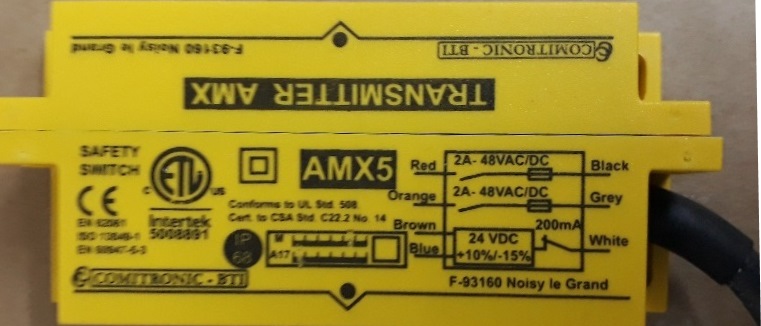 F-93160 Noisy le Grand
COMITRONIC - BTI
TRANSMITTER AMX
SAFETY
SWITCH
CE
c ETL us
Intertek
5008891
AMX5
Conforms to UL Std. 508
Cert. to CSA Std. C22.2 No. 14
EN 62061
ISO 13849-1
EN 60947-5-3
IP
68
M
A17
COMITRONIC - BTI
Red 2A- 48VAC/DC Black
Orange 2A- 48VAC/DC Grey
Brown 200mA
24 VDC White
Blue +10%/-15%
F-93160 Noisy le Grand